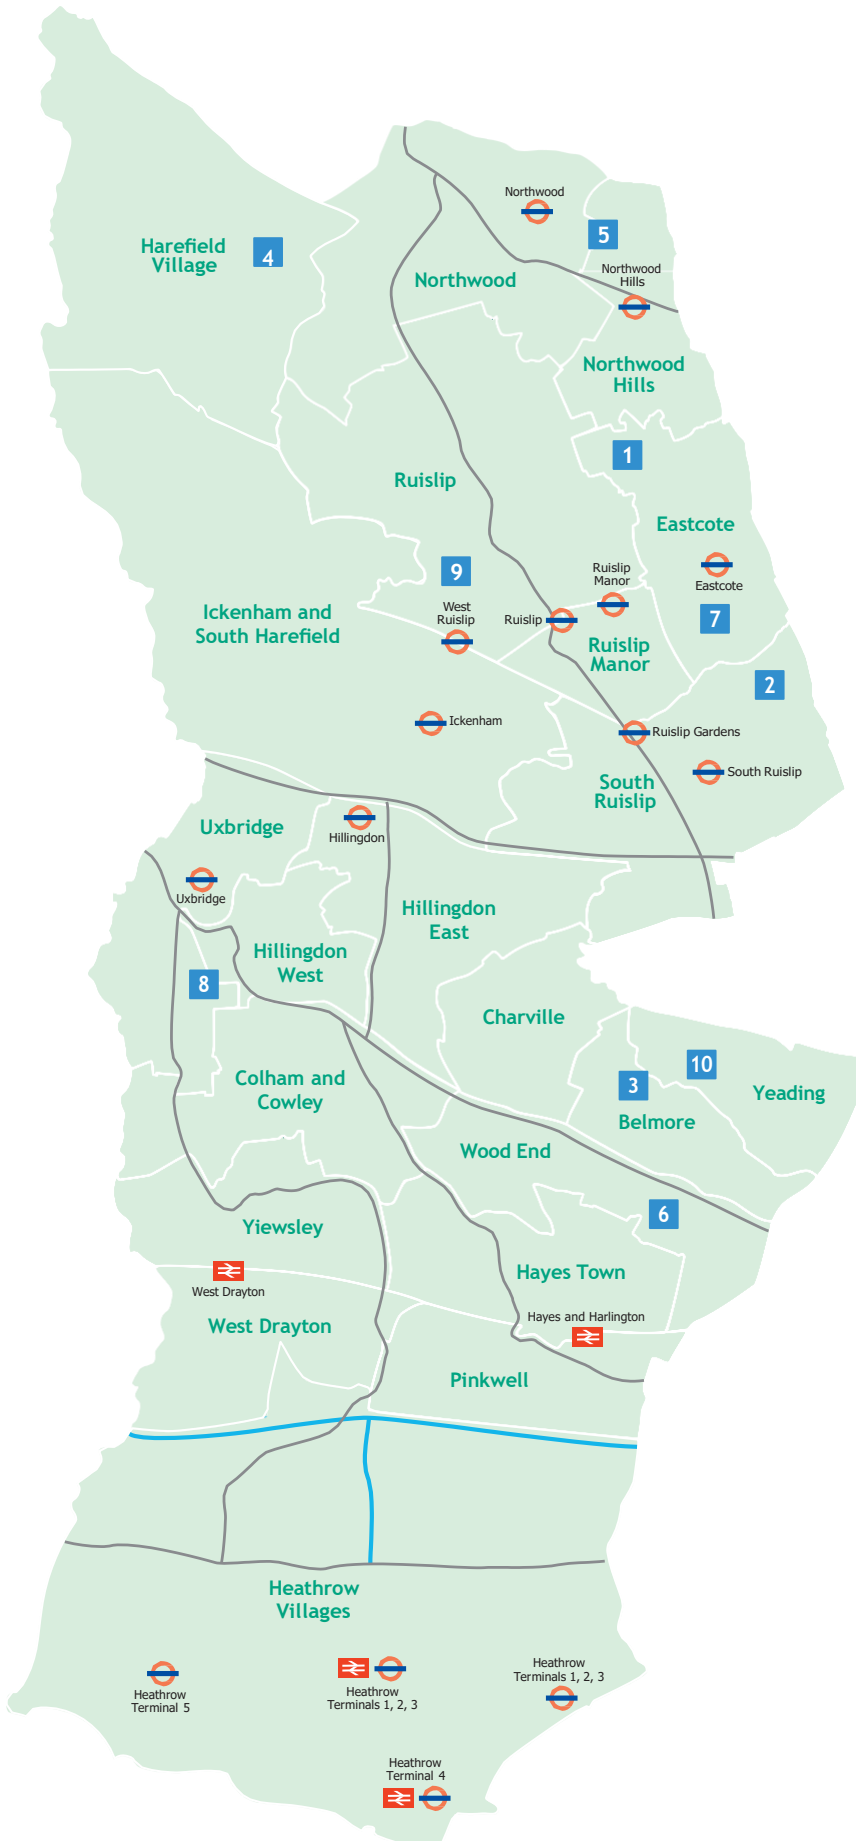 Northwood
5
Harefield
Village
4
Northwood
Hills
Northwood
Northwood
Hills
1
Ruislip
Eastcote
9
Ruislip
Manor
Eastcote
West
Ruislip
Ruislip
7
Ickenham and
South Harefield
Ruislip
Manor
2
Ickenham
Ruislip Gardens
South Ruislip
South
Ruislip
Uxbridge
Hillingdon
Uxbridge
Hillingdon
East
Hillingdon
West
8
Charville
10
3
Yeading
Colham and
Cowley
Belmore
Wood End
6
Yiewsley
Hayes Town
West Drayton
Hayes and Harlington
West Drayton
Pinkwell
Heathrow
Villages
Heathrow
Terminal 5
Heathrow
Terminals 1, 2, 3
Heathrow
Terminals 1, 2, 3
Heathrow
Terminal 4